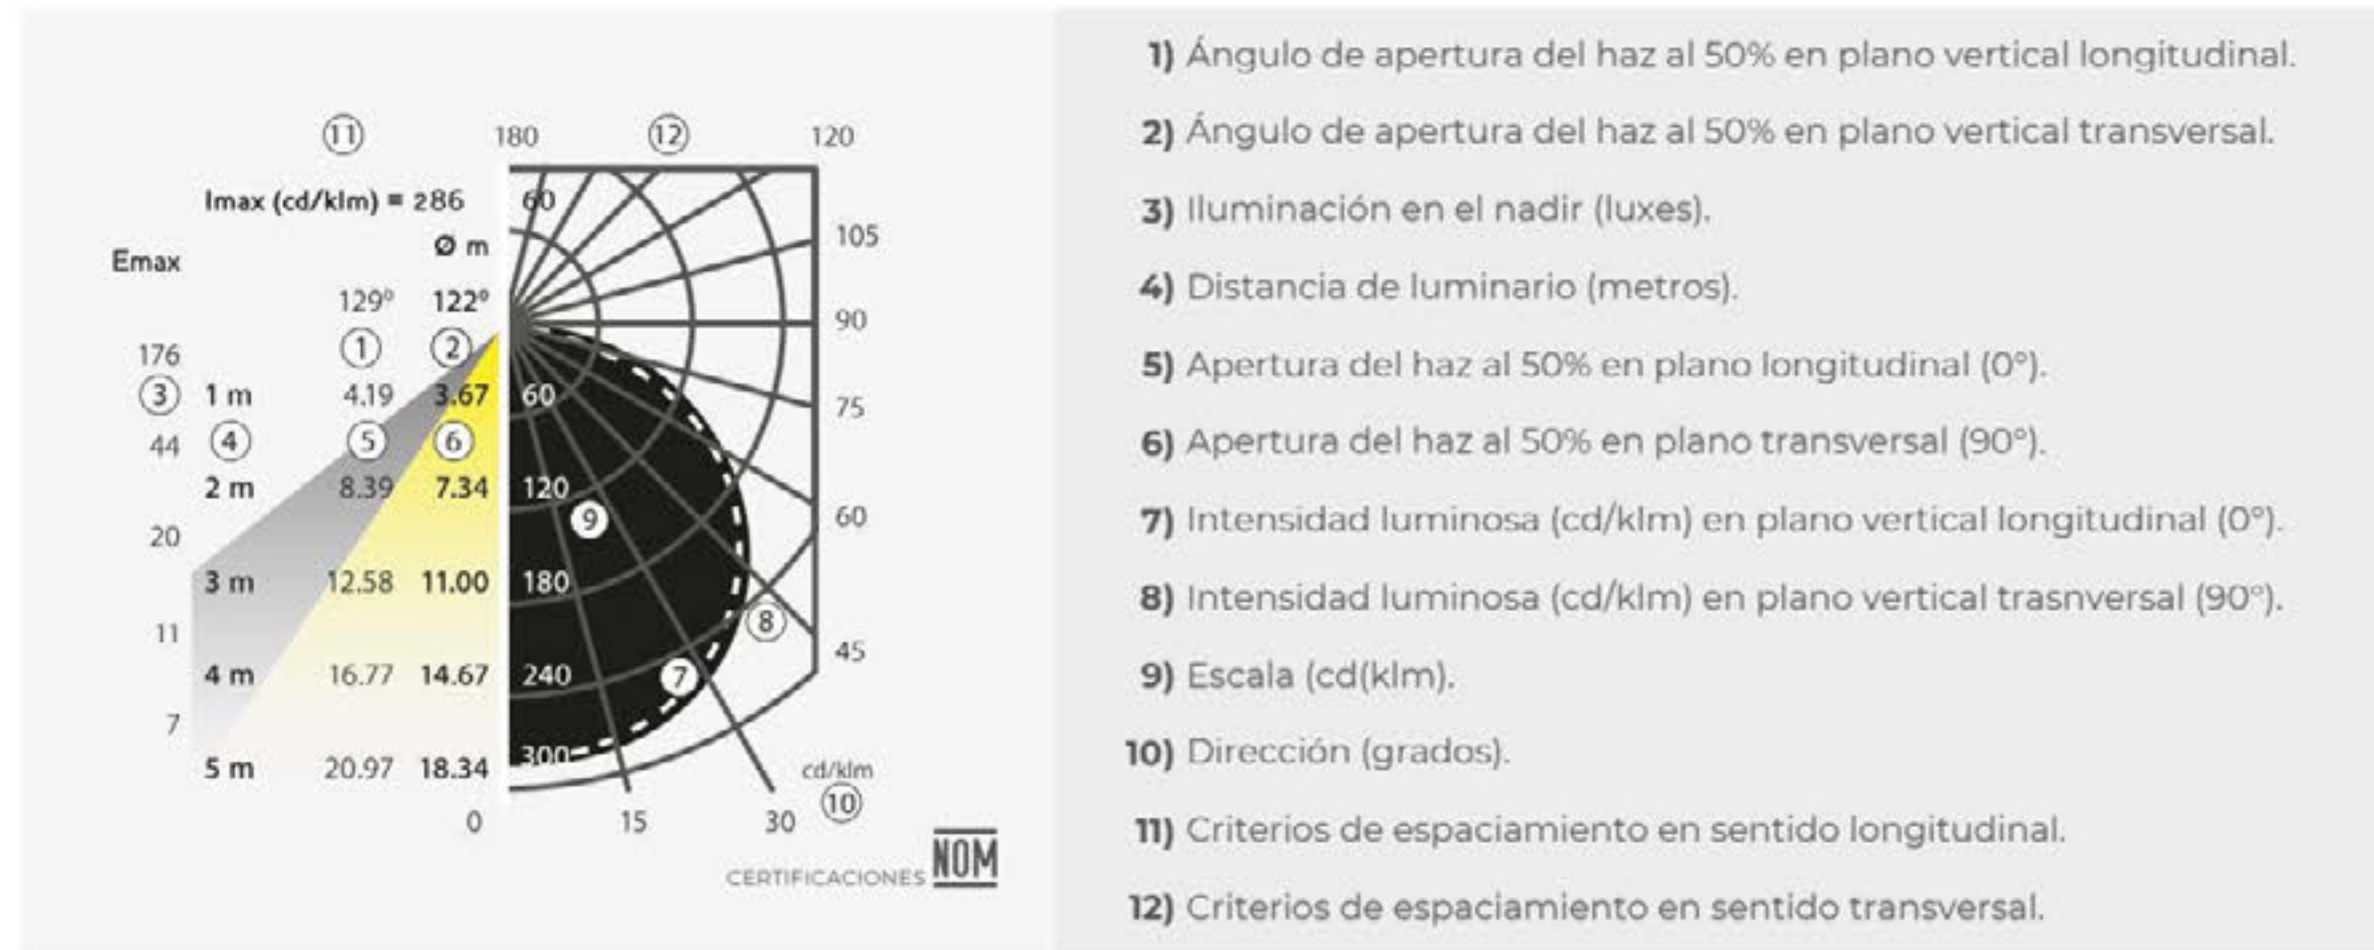 11 180 12 120
Imax (cd/klm) = 286 60
Ø m 105
Emax
129° 122° 90
1 2
176
3 1 m 4.19 3.67 60 75
44 4 5 6
2 m 8.39 7.34 120
9 60
20
3 m 12.58 11.00 180
11 8
45
4 m 16.77 14.67 240 7
7
5 m 20.97 18.34 300 cd/klm
10
0 15 30
CERTIFICACIONES NOM
1) Ángulo de apertura del haz al 50% en plano vertical longitudinal.
2) Ángulo de apertura del haz al 50% en plano vertical transversal.
3) Iluminación en el nadir (luxes).
4) Distancia de luminario (metros).
5) Apertura del haz al 50% en plano longitudinal (0°).
6) Apertura del haz al 50% en plano transversal (90°).
7) Intensidad luminosa (cd/klm) en plano vertical longitudinal (0°).
8) Intensidad luminosa (cd/klm) en plano vertical trasnversal (90°).
9) Escala (cd(klm).
10) Dirección (grados).
11) Criterios de espaciamiento en sentido longitudinal.
12) Criterios de espaciamiento en sentido transversal.